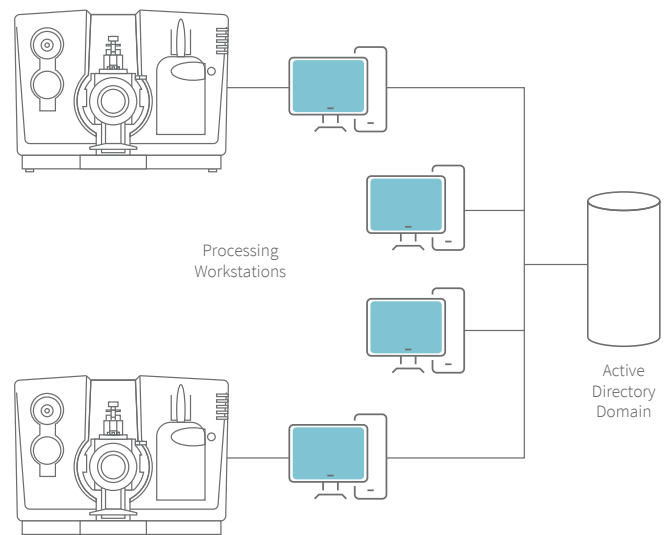 Processing
Workstations
Active
Directory
Domain